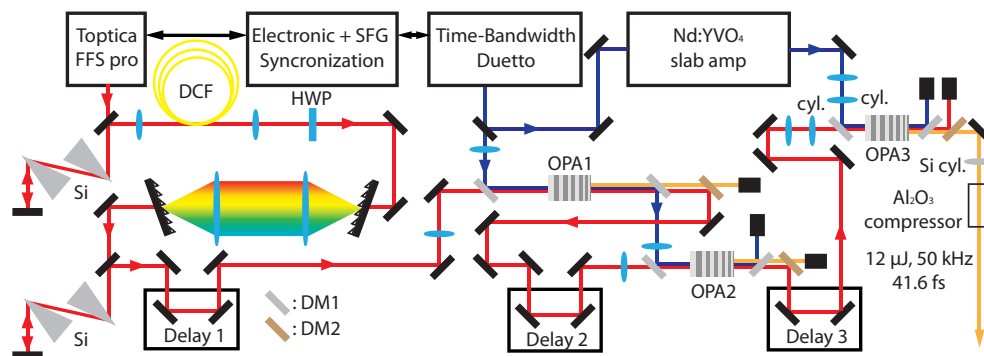 Toptica
FFS pro
Electronic + SFG
Syncronization
Time-Bandwidth
Duetto
Nd:YVO₄
slab amp
DCF
HWP
cyl.
cyl.
OPA1
OPA3
Si
Si cyl.
Al₂O₃
compressor
12 µJ, 50 kHz
41.6 fs
OPA2
: DM1
: DM2
Si
Delay 1
Delay 2
Delay 3